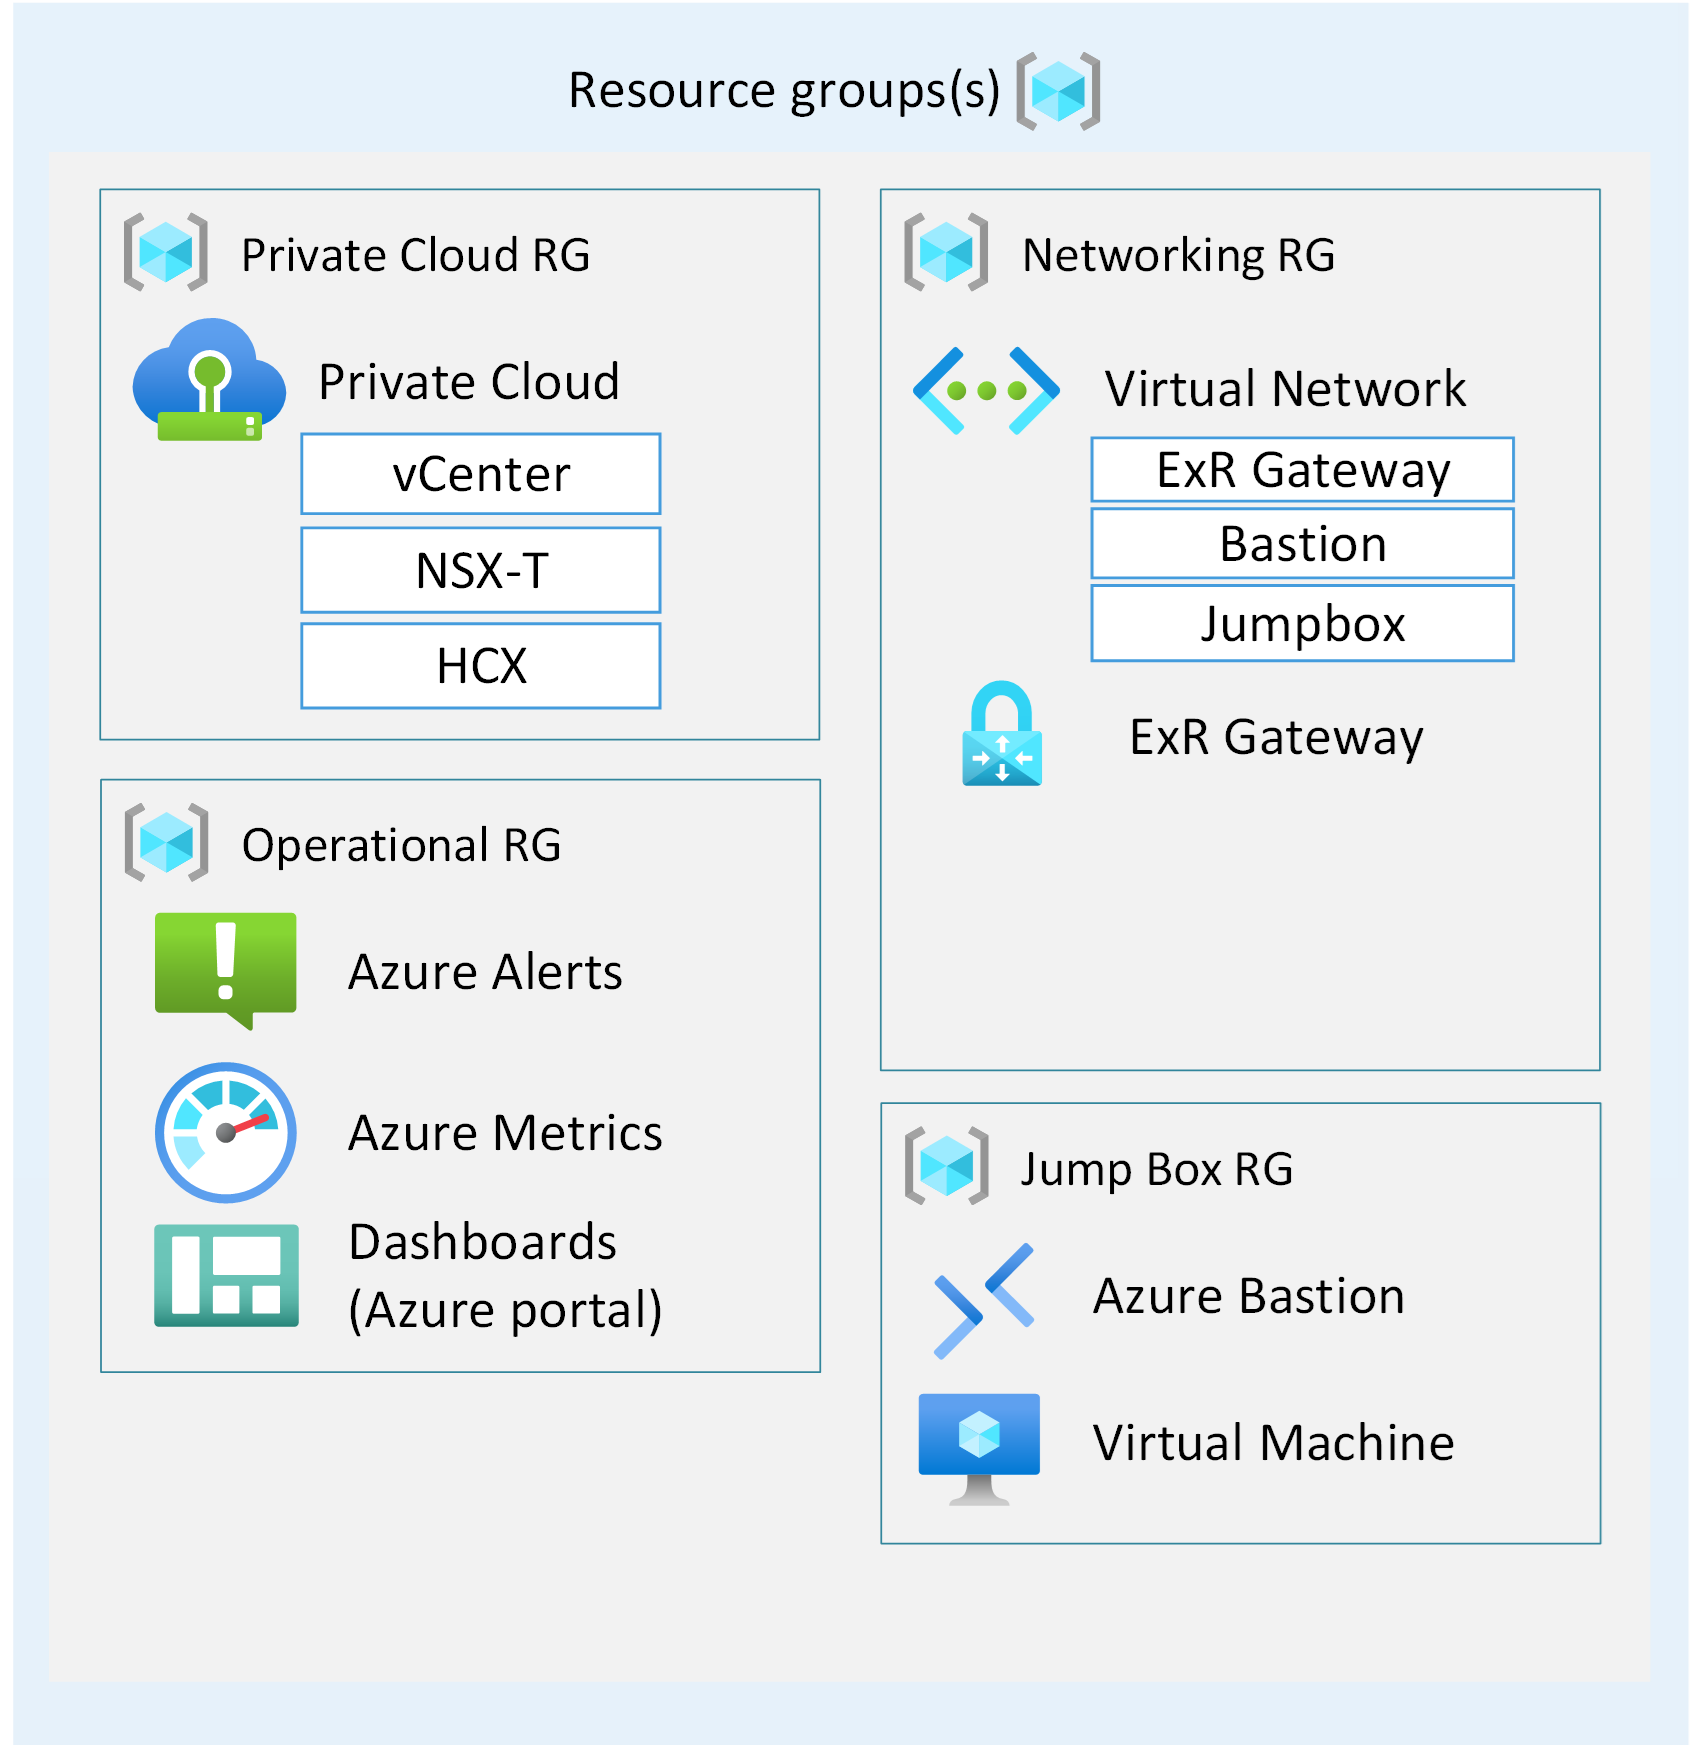 Resource groups(s)
Private Cloud RG
Private Cloud
vCenter
NSX-T
HCX
Operational RG
Azure Alerts
Azure Metrics
Dashboards
(Azure portal)
Networking RG
Virtual Network
ExR Gateway
Bastion
Jumpbox
ExR Gateway
Jump Box RG
Azure Bastion
Virtual Machine